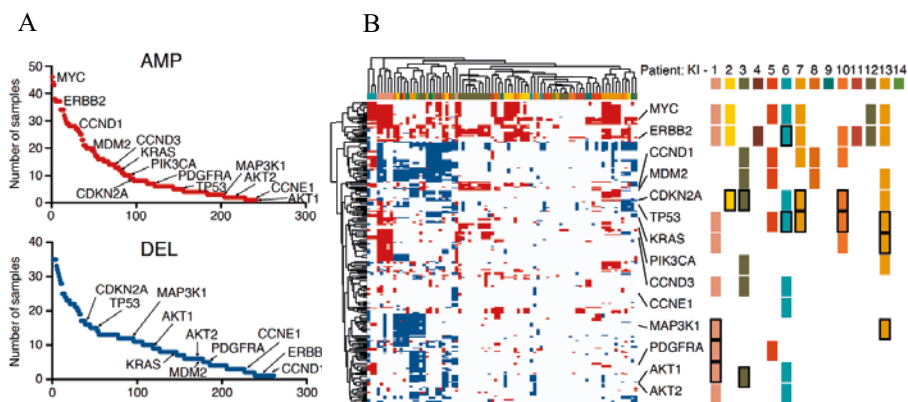 A
AMP
Number of samples
50
40
30
20
10
0
MYC
ERBB2
CCND1
MDM2
CCND3
KRAS
PIK3CA
PDGFRA
MAP3K1
TP53
AKT2
CCNE1
CDKN2A
AKT1
0 100 200 300
DEL
Number of samples
40
30
20
10
0
CDKN2A
TP53
MAP3K1
AKT1
AKT2
CCNE1
PDGFRA
ERBB
KRAS
MDM2
CCND1
0 100 200 300
B
Patient: KI - 1 2 3 4 5 6 7 8 9 10 11 12 13 14
MYC
ERBB2
CCND1
MDM2
CDKN2A
TP53
KRAS
PIK3CA
CCND3
CCNE1
MAP3K1
PDGFRA
AKT1
AKT2